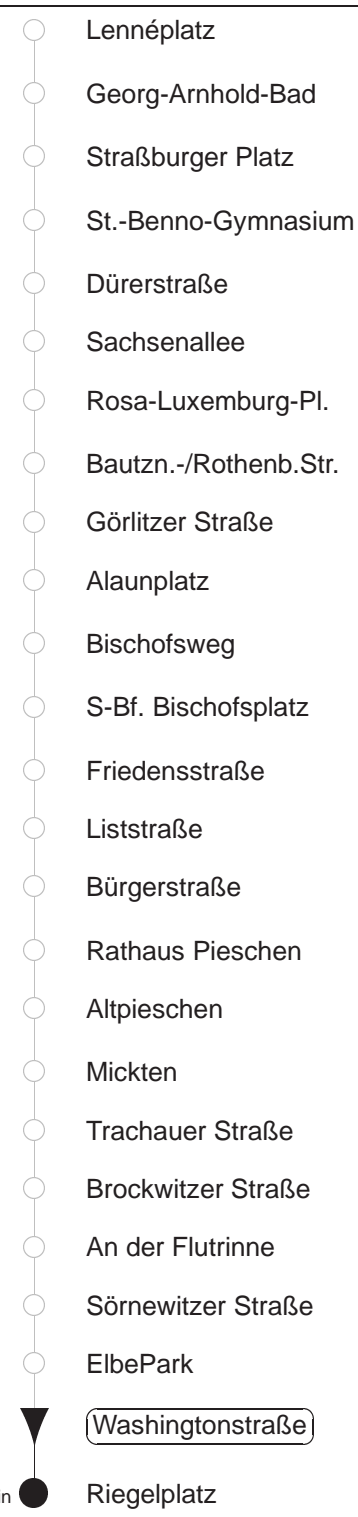 Lennéplatz
Georg-Arnhold-Bad
Straßburger Platz
St.-Benno-Gymnasium
Dürerstraße
Sachsenallee
Rosa-Luxemburg-Pl.
Bautzn.-/Rothenb.Str.
Görlitzer Straße
Alaunplatz
Bischofsweg
S-Bf. Bischofsplatz
Friedensstraße
Liststraße
Bürgerstraße
Rathaus Pieschen
Altpieschen
Mickten
Trachauer Straße
Brockwitzer Straße
An der Flutrinne
Sörnewitzer Straße
ElbePark
Washingtonstraße
Riegelplatz